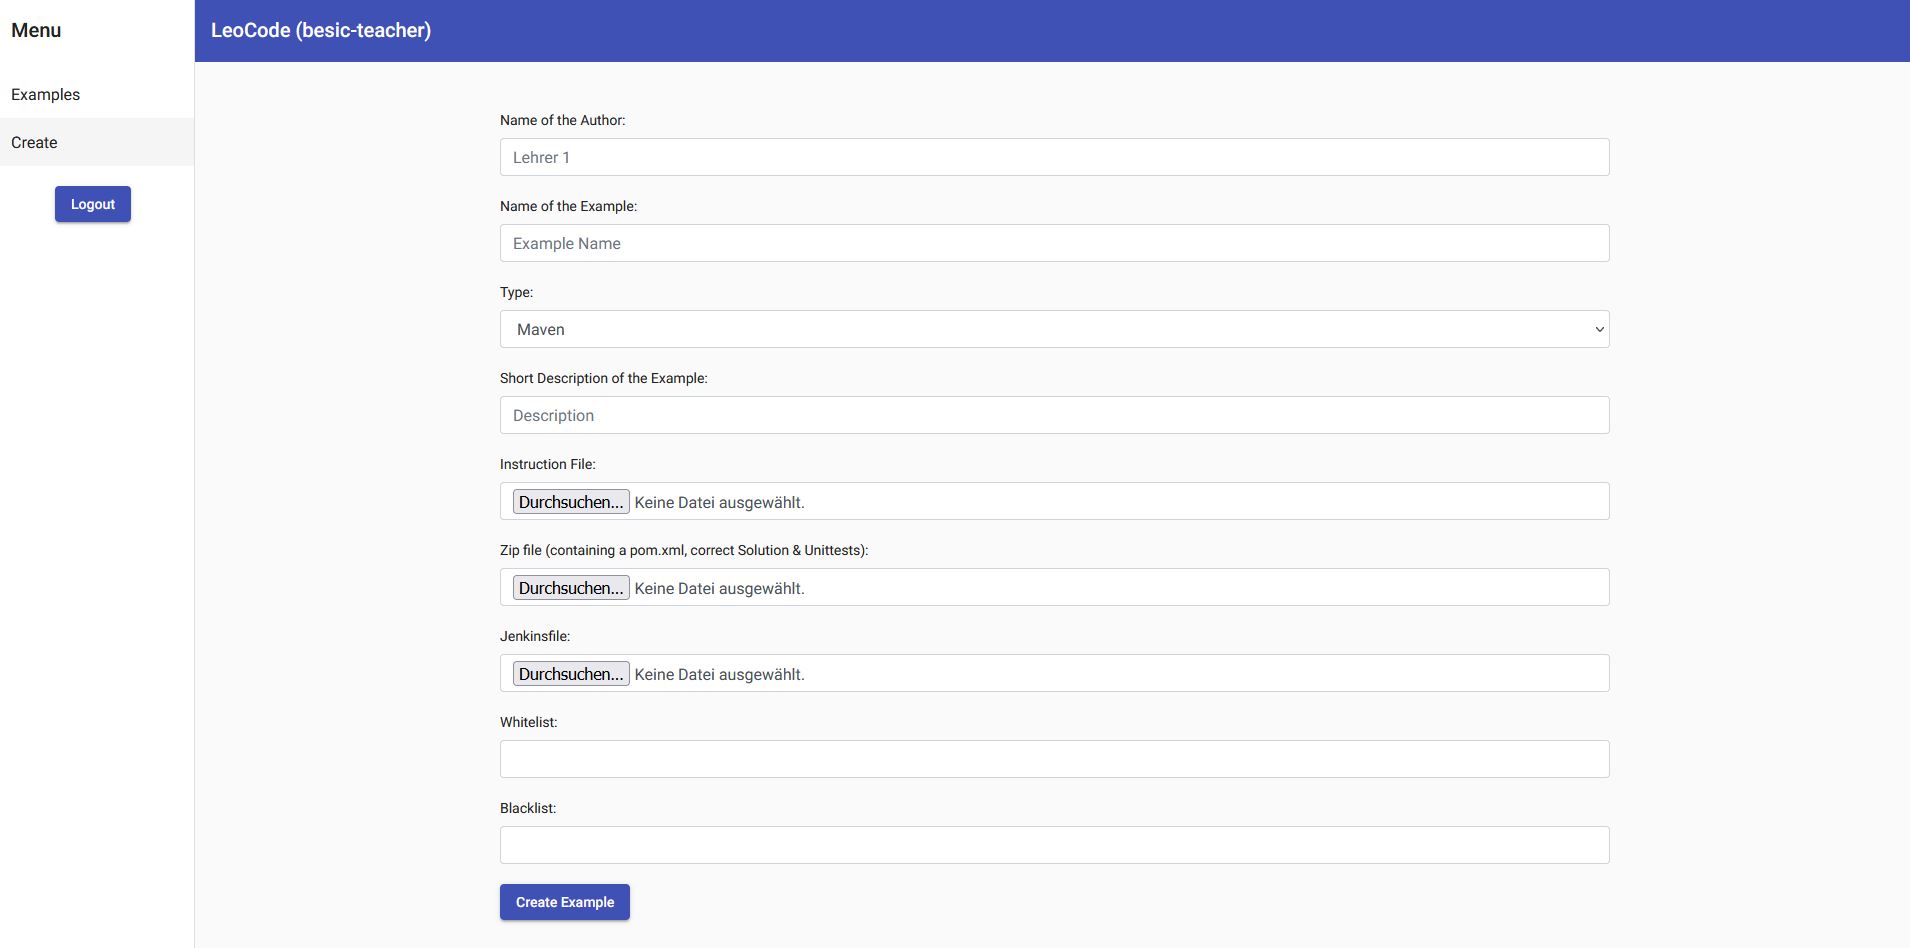 Menu
Examples
Create
Logout
LeoCode (besic-teacher)
Name of the Author:
Lehrer 1
Name of the Example:
Example Name
Type:
Maven
Short Description of the Example:
Description
Instruction File:
Durchsuchen... Keine Datei ausgewählt.
Zip file (containing a pom.xml, correct Solution & Unittests):
Durchsuchen... Keine Datei ausgewählt.
Jenkinsfile:
Durchsuchen... Keine Datei ausgewählt.
Whitelist:
Blacklist:
Create Example